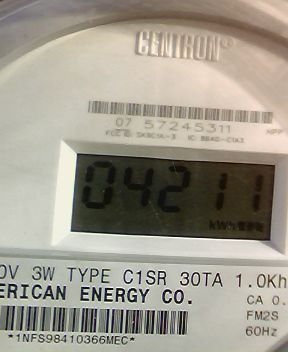 CENTRON®
07 57245311
04211
kWh
0V 3W TYPE C1SR 30TA 1.0Kh
ERICAN ENERGY CO.
CA 0.
FM2S
60Hz
*1NFS98410366MEC*